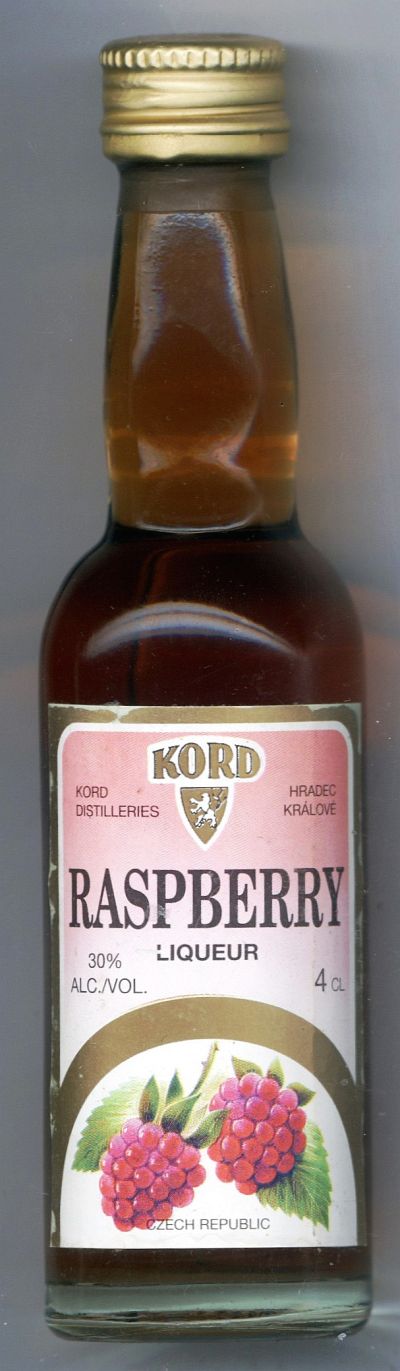 KORD
KORD DISTILLERIES
HRADEC KRÁLOVÉ
RASPBERRY
LIQUEUR
30% ALC./VOL.
4 CL
CZECH REPUBLIC